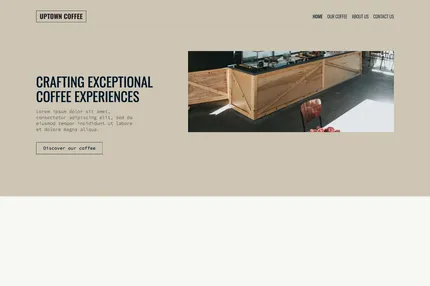 UPTOWN COFFEE
HOME OUR COFFEE ABOUT US CONTACT US
CRAFTING EXCEPTIONAL
COFFEE EXPERIENCES
Lorem ipsum dolor sit amet,
consectetur adipiscing elit, sed do
eiusmod tempor incididunt ut labore
et dolore magna aliqua.
Discover our coffee